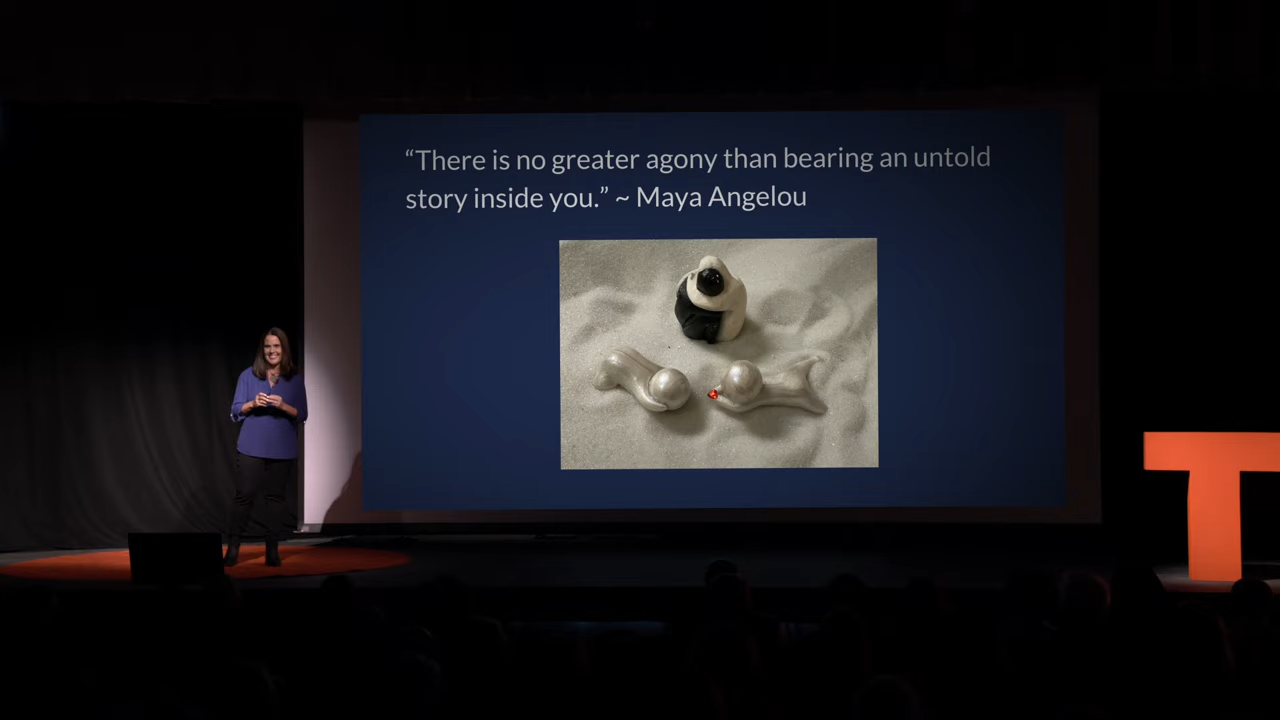 “There is no greater agony than bearing an untold
story inside you.” ~ Maya Angelou
T